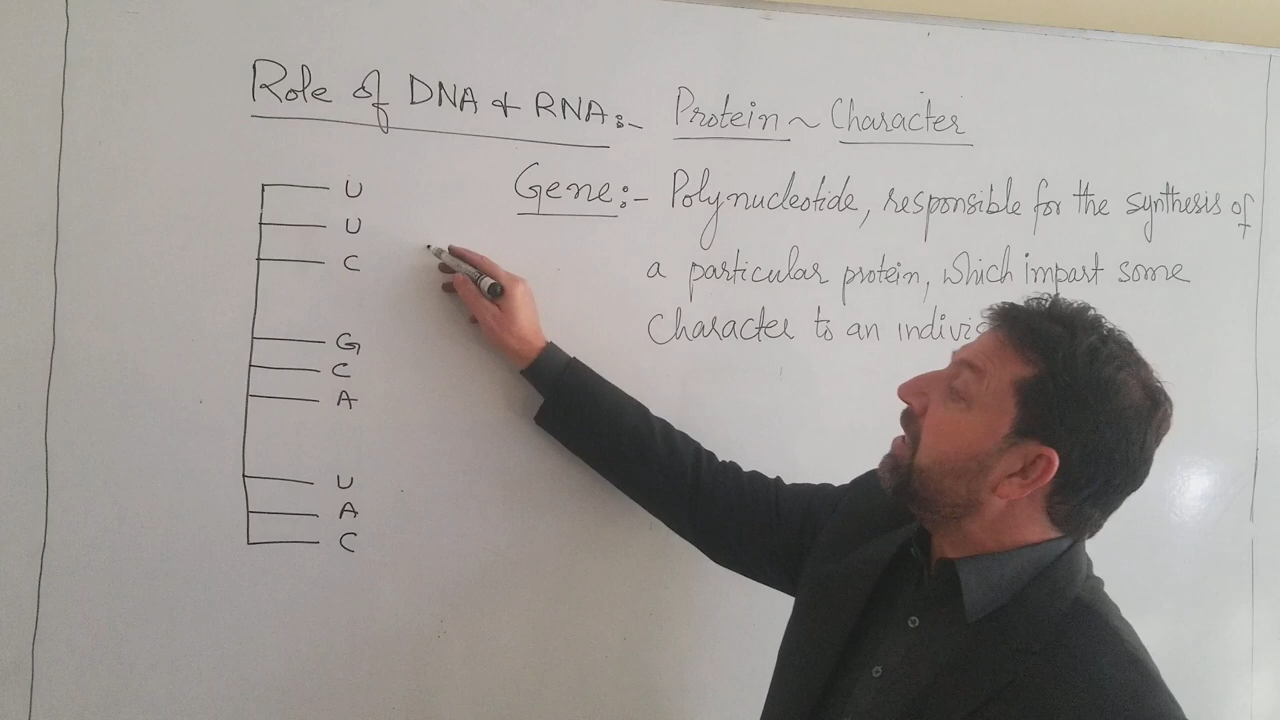 Role of DNA & RNA:- Protein ~ Character
Gene:- Polynucleotide, responsible for the synthesis of
a particular protein, which impart some
Character to an
U
U
C
G
C
A
U
A
C